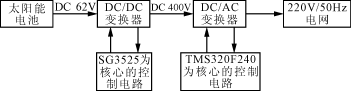 太阳能
电池
DC 62V
DC/DC
变换器
DC 400V
DC/AC
变换器
220V/50Hz
电网
SG3525为
核心的控
制电路
TMS320F240
为核心的控制
电路